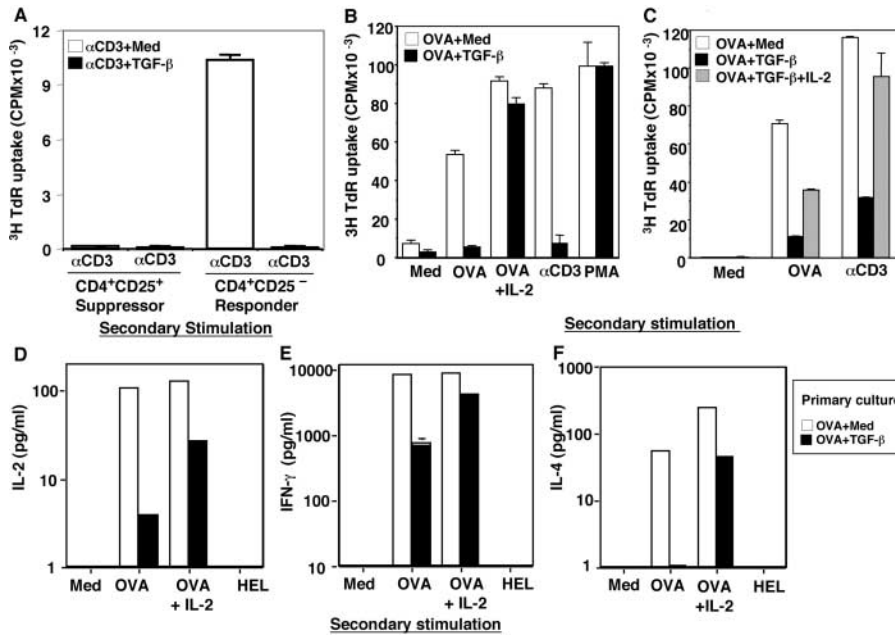 A
αCD3+Med
αCD3+TGF-β
³H TdR uptake (CPMx10 ⁻³)
12
9
6
3
0
αCD3 αCD3 αCD3 αCD3
CD4⁺CD25⁺ CD4⁺CD25⁻
Suppressor Responder
Secondary Stimulation
B
OVA+Med
OVA+TGF-β
3H TdR uptake (CPMx10 ⁻³)
120
100
80
60
40
20
0
Med OVA OVA αCD3 PMA
+IL-2
C
OVA+Med
OVA+TGF-β
OVA+TGF-β+IL-2
³H TdR uptake (CPMx10 ⁻³)
120
100
80
60
40
20
0
Med OVA αCD3
Secondary stimulation
D
IL-2 (pg/ml)
100
10
1
Med OVA OVA HEL
+ IL-2
E
IFN-γ (pg/ml)
10000
1000
100
10
Med OVA OVA HEL
+ IL-2
Secondary stimulation
F
IL-4 (pg/ml)
1000
100
10
1
Med OVA OVA HEL
+IL-2
Primary culture
OVA+Med
OVA+TGF-β